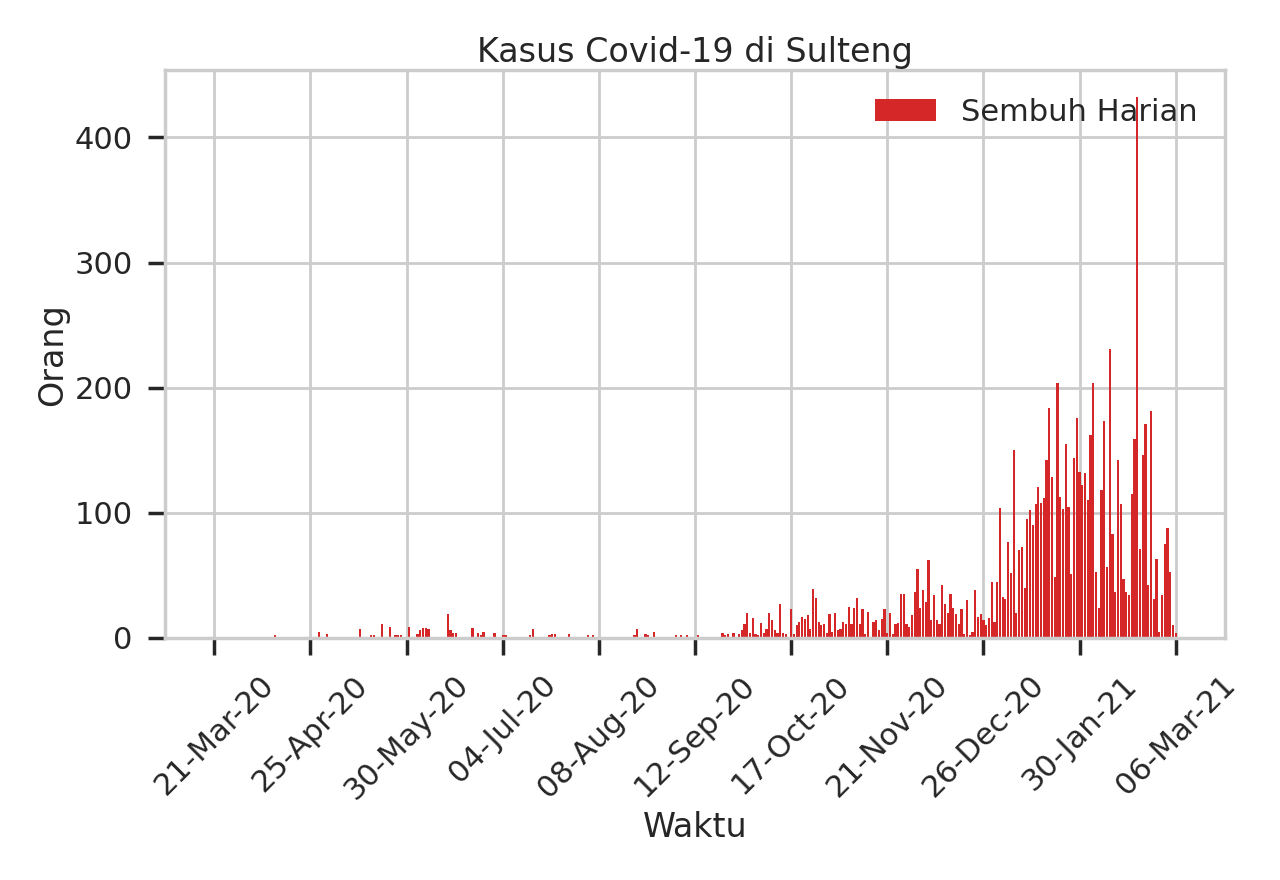 Kasus Covid-19 di Sulteng
Sembuh Harian
Orang
400
300
200
100
0
21-Mar-20
25-Apr-20
30-May-20
04-Jul-20
08-Aug-20
12-Sep-20
17-Oct-20
21-Nov-20
26-Dec-20
30-Jan-21
06-Mar-21
Waktu